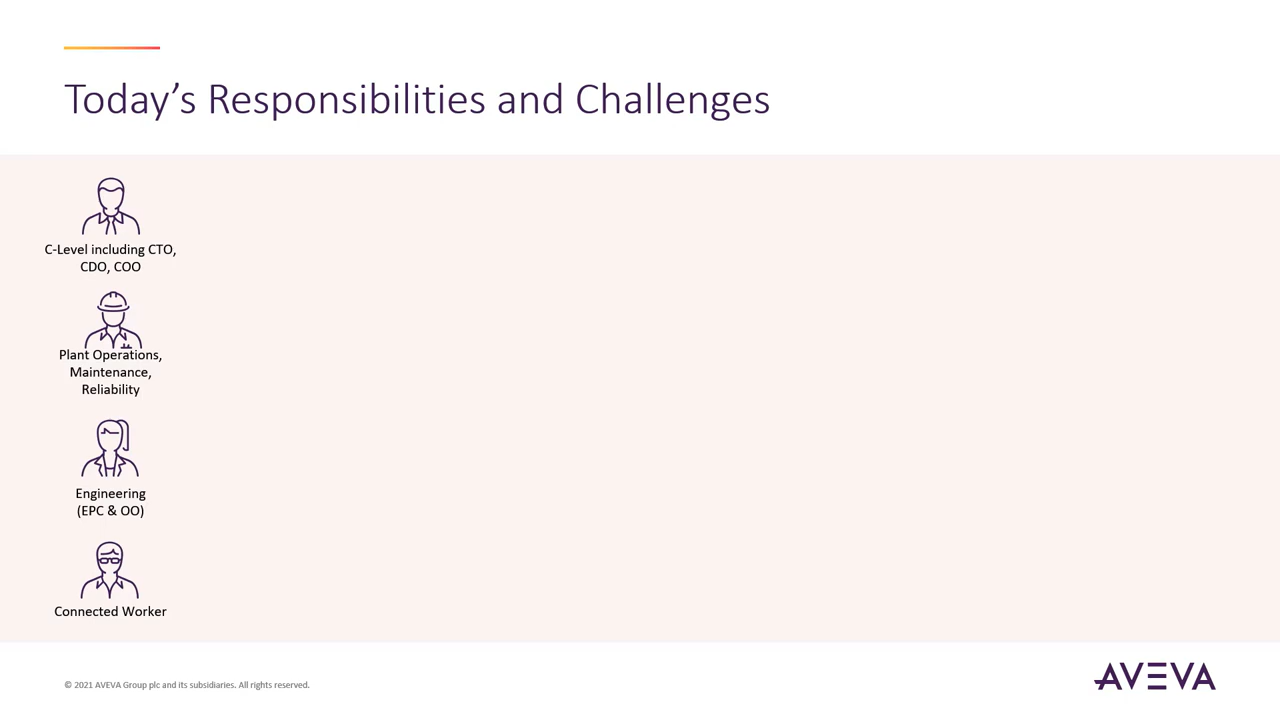 Today’s Responsibilities and Challenges
C-Level including CTO,
CDO, COO
Plant Operations,
Maintenance,
Reliability
Engineering
(EPC & OO)
Connected Worker
© 2021 AVEVA Group plc and its subsidiaries. All rights reserved.
AVEVA